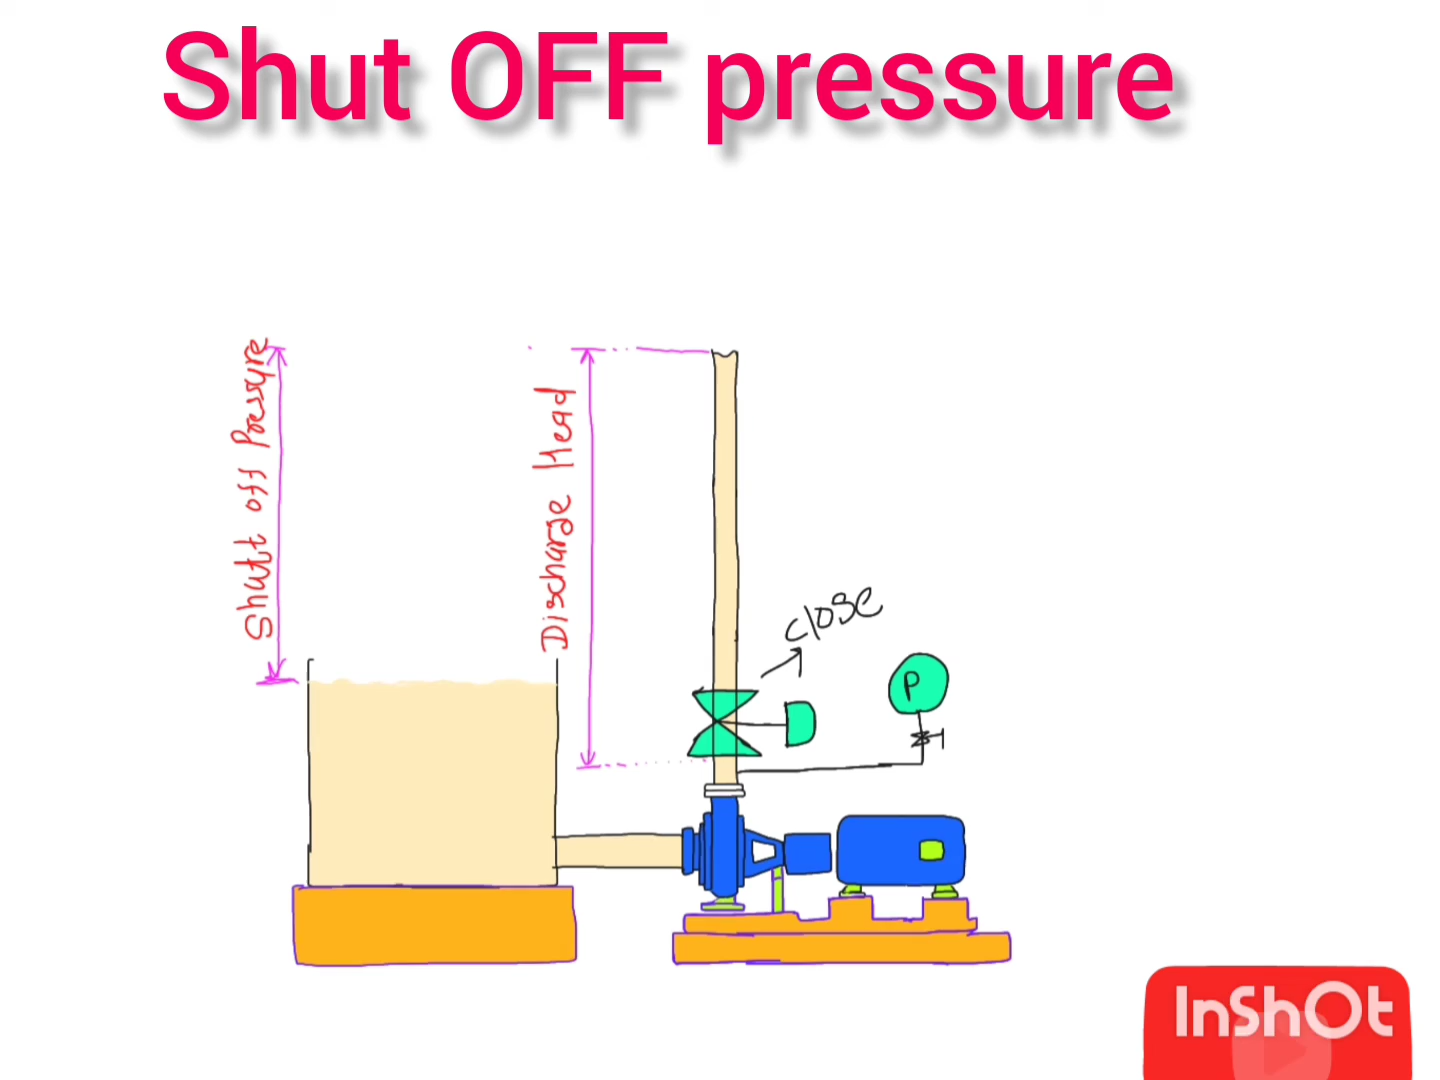 Shut OFF pressure
Shutt off Pressure
Discharge Head
close
P
InShOt